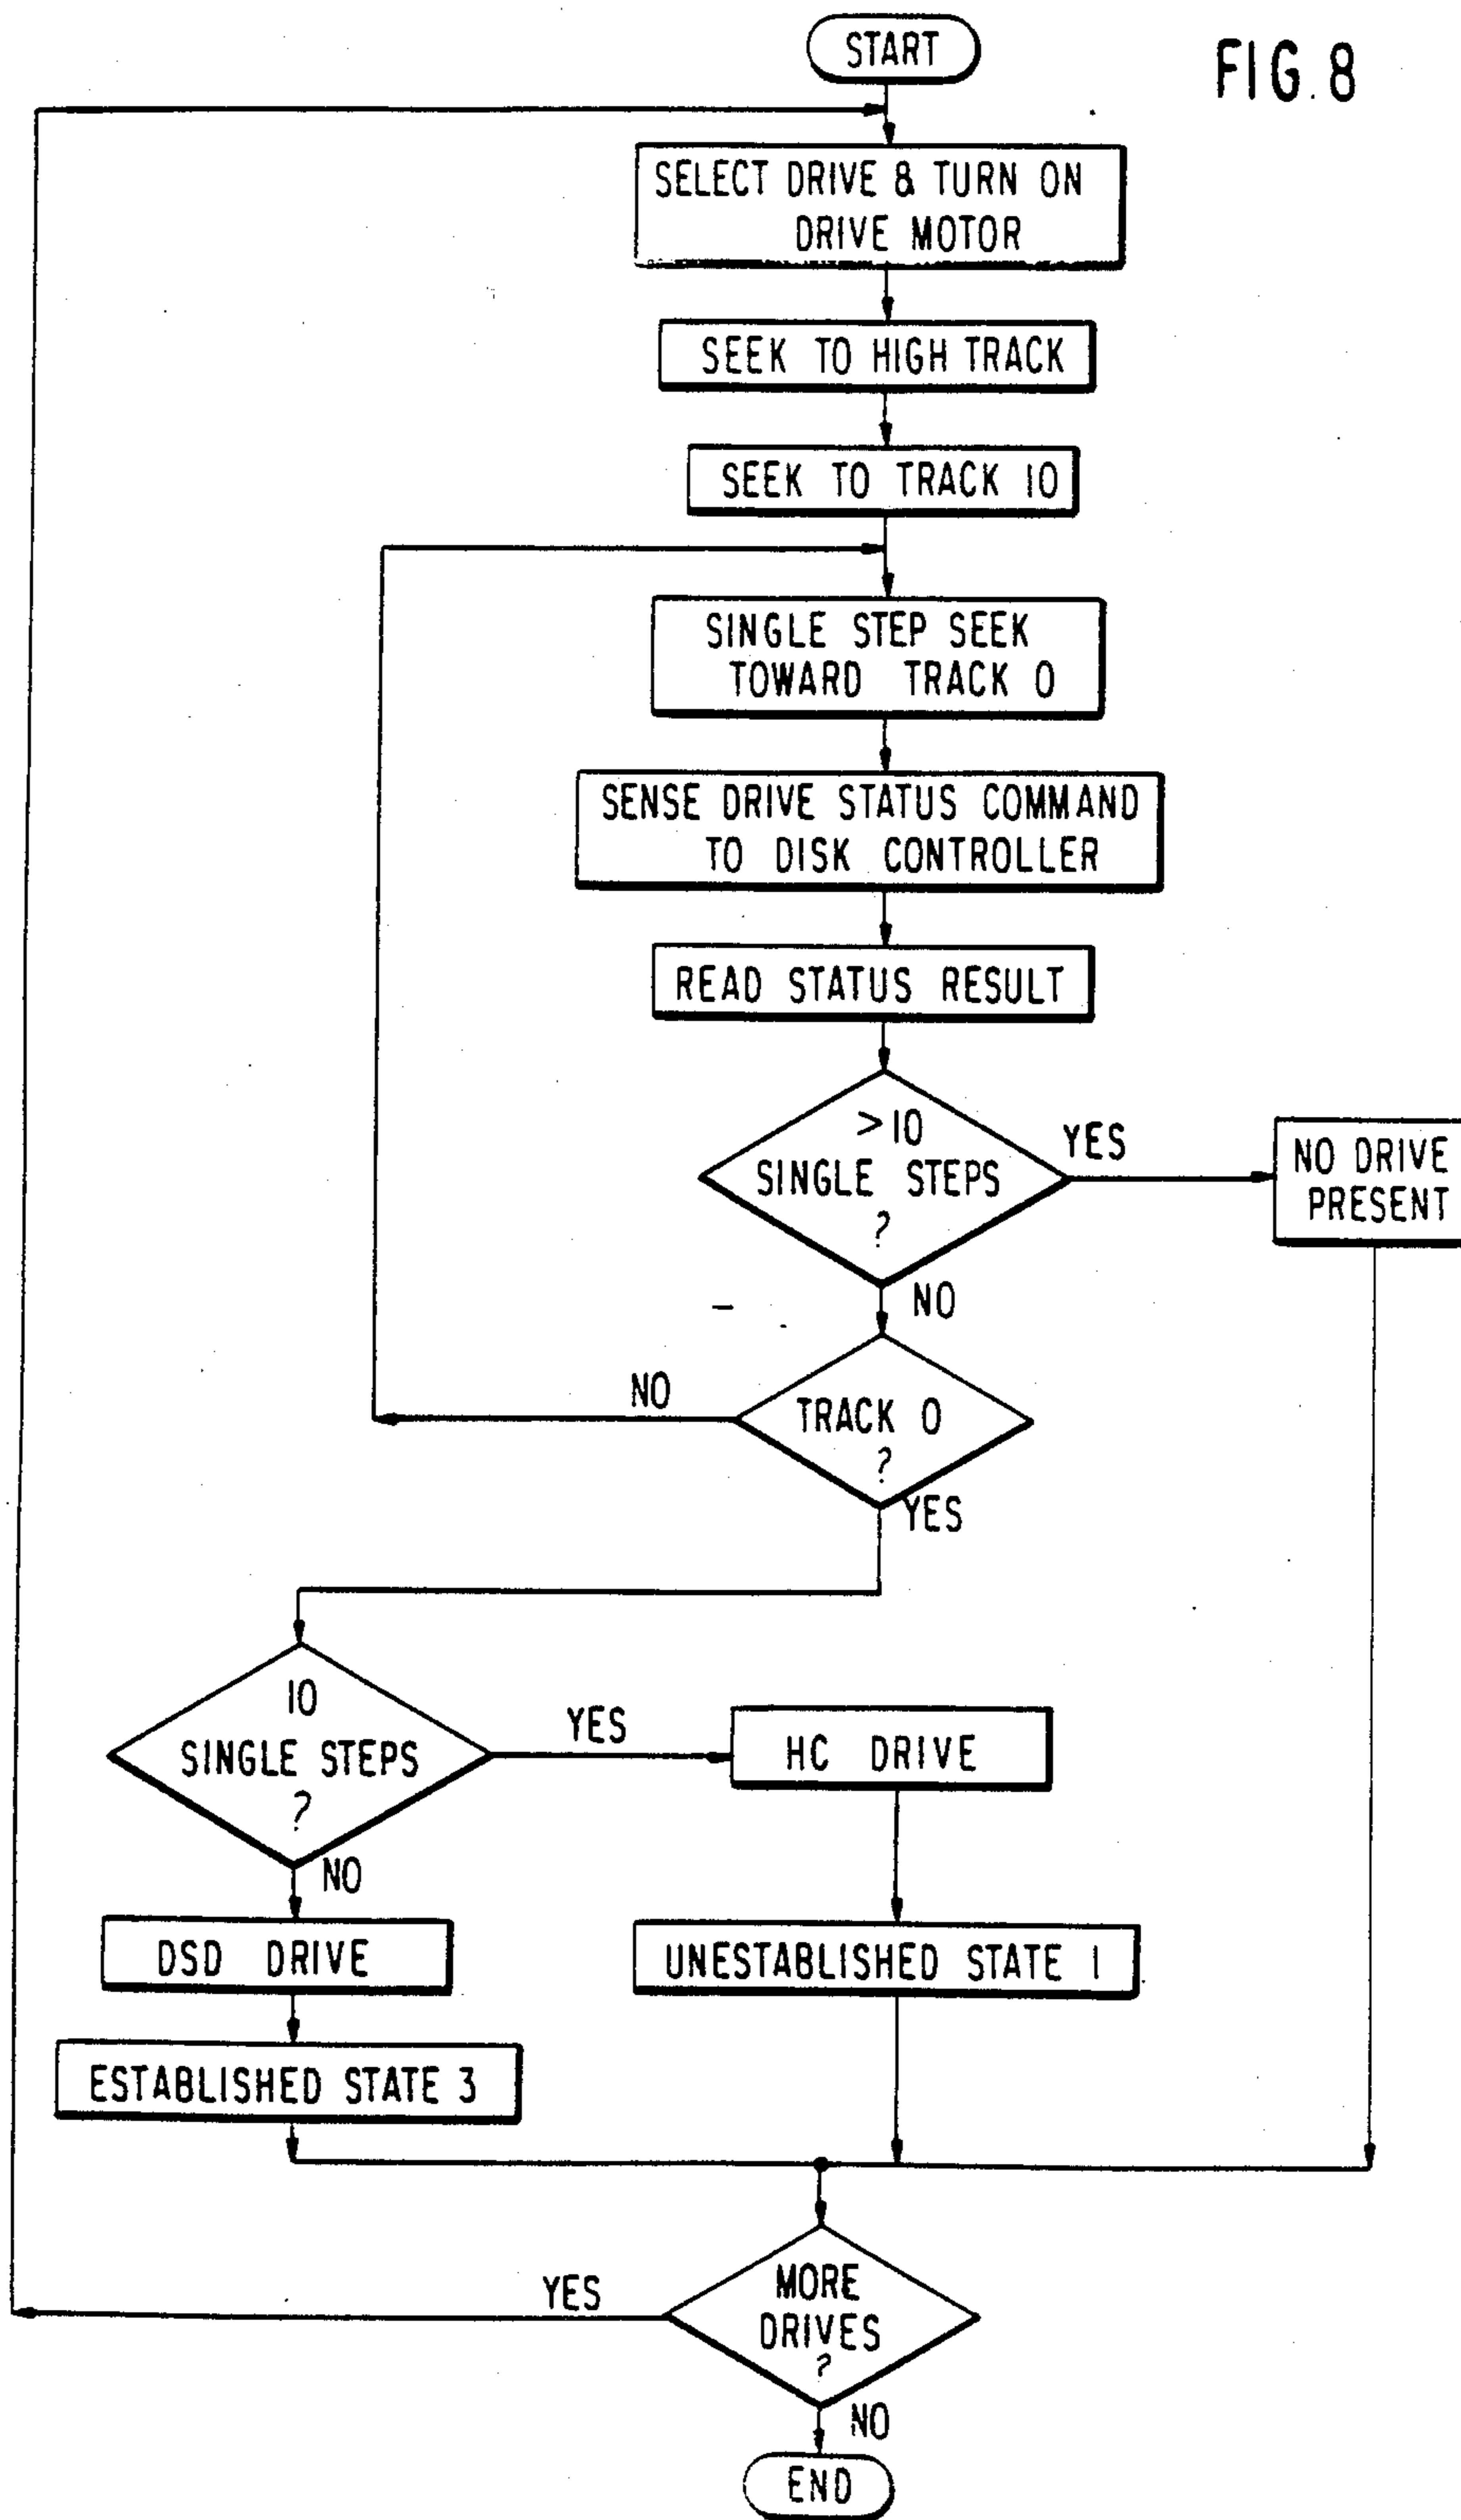 FIG. 8
START
SELECT DRIVE & TURN ON
DRIVE MOTOR
SEEK TO HIGH TRACK
SEEK TO TRACK 10
SINGLE STEP SEEK
TOWARD TRACK 0
SENSE DRIVE STATUS COMMAND
TO DISK CONTROLLER
READ STATUS RESULT
>10
SINGLE STEPS
?
YES
NO DRIVE
PRESENT
NO
TRACK 0
?
NO
YES
10
SINGLE STEPS
?
YES
HC DRIVE
NO
DSD DRIVE
UNESTABLISHED STATE 1
ESTABLISHED STATE 3
MORE
DRIVES
?
YES
NO
END